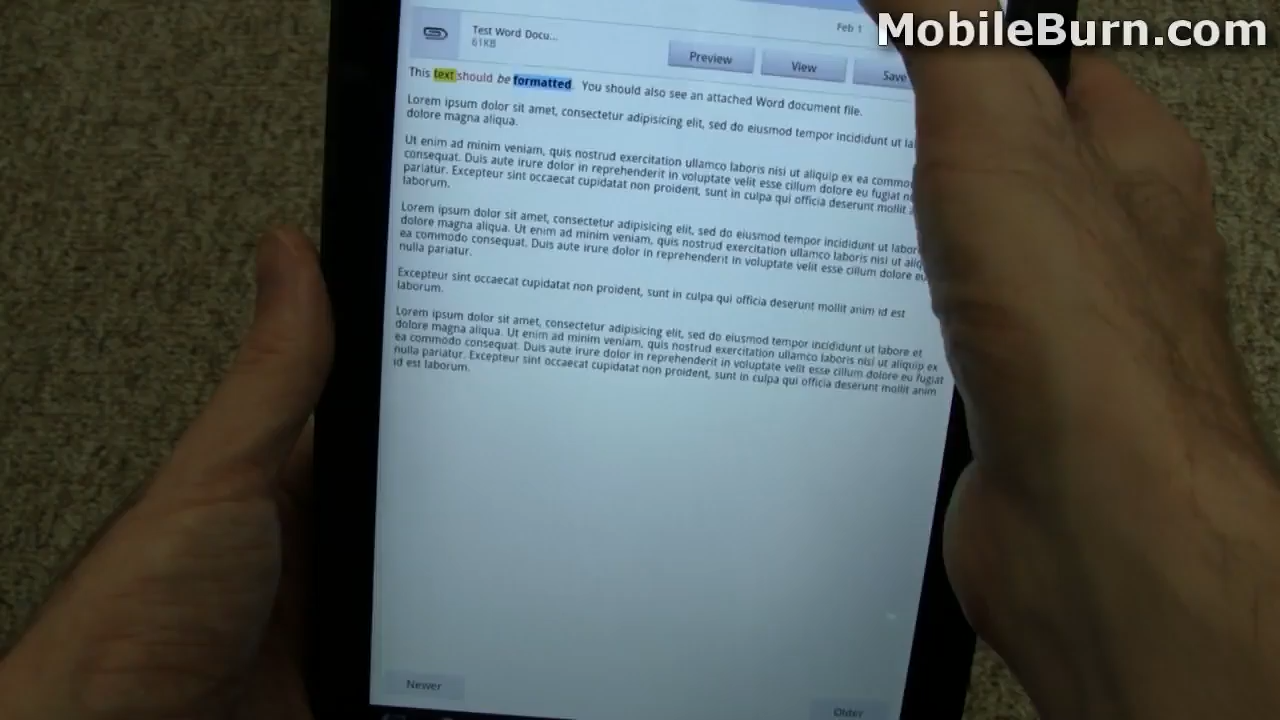 MobileBurn.com
Feb 1
Test Word Docu...
61KB
Preview
View
Save
This text should be formatted. You should also see an attached Word document file.
Lorem ipsum dolor sit amet, consectetur adipisicing elit, sed do eiusmod tempor incididunt ut
dolore magna aliqua.
Ut enim ad minim veniam, quis nostrud exercitation ullamco laboris nisi ut aliquip ex ea commo
consequat. Duis aute irure dolor in reprehenderit in voluptate velit esse cillum dolore eu fugiat
pariatur. Excepteur sint occaecat cupidatat non proident, sunt in culpa qui officia deserunt mollit
laborum.
Lorem ipsum dolor sit amet, consectetur adipisicing elit, sed do eiusmod tempor incididunt ut labor
dolore magna aliqua. Ut enim ad minim veniam, quis nostrud exercitation ullamco laboris nisi ut aliq
ea commodo consequat. Duis aute irure dolor in reprehenderit in voluptate velit esse cillum dolore eu
nulla pariatur.
Excepteur sint occaecat cupidatat non proident, sunt in culpa qui officia deserunt mollit anim id est
laborum.
Lorem ipsum dolor sit amet, consectetur adipisicing elit, sed do eiusmod tempor incididunt ut labore et
dolore magna aliqua. Ut enim ad minim veniam, quis nostrud exercitation ullamco laboris nisi ut aliquip ex
ea commodo consequat. Duis aute irure dolor in reprehenderit in voluptate velit esse cillum dolore eu fugiat
nulla pariatur. Excepteur sint occaecat cupidatat non proident, sunt in culpa qui officia deserunt mollit anim
id est laborum.
Newer
Older